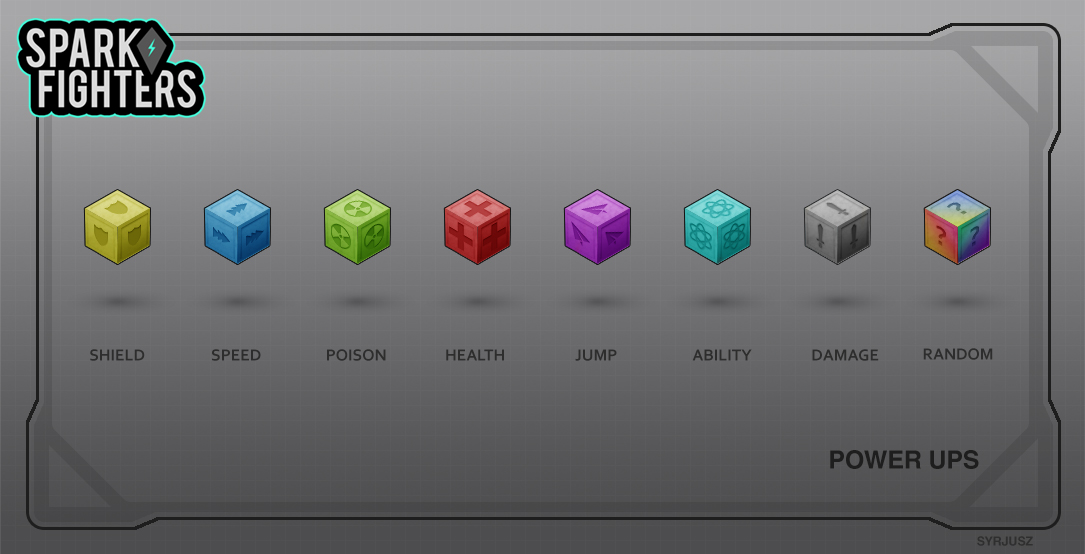 SPARK
FIGHTERS
SHIELD SPEED POISON HEALTH JUMP ABILITY DAMAGE RANDOM
POWER UPS
SYRJUSZ